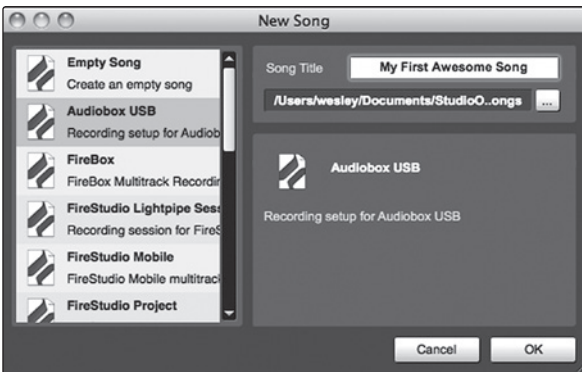 New Song
Empty Song
Create an empty song
Audiobox USB
Recording setup for Audiob
FireBox
FireBox Multitrack Recordin
FireStudio Lightpipe Sess
Recording session for FireS
FireStudio Mobile
FireStudio Mobile multitrack
FireStudio Project
Song Title
My First Awesome Song
/Users/wesley/Documents/StudioO..ongs
...
Audiobox USB
Recording setup for Audiobox USB
Cancel
OK